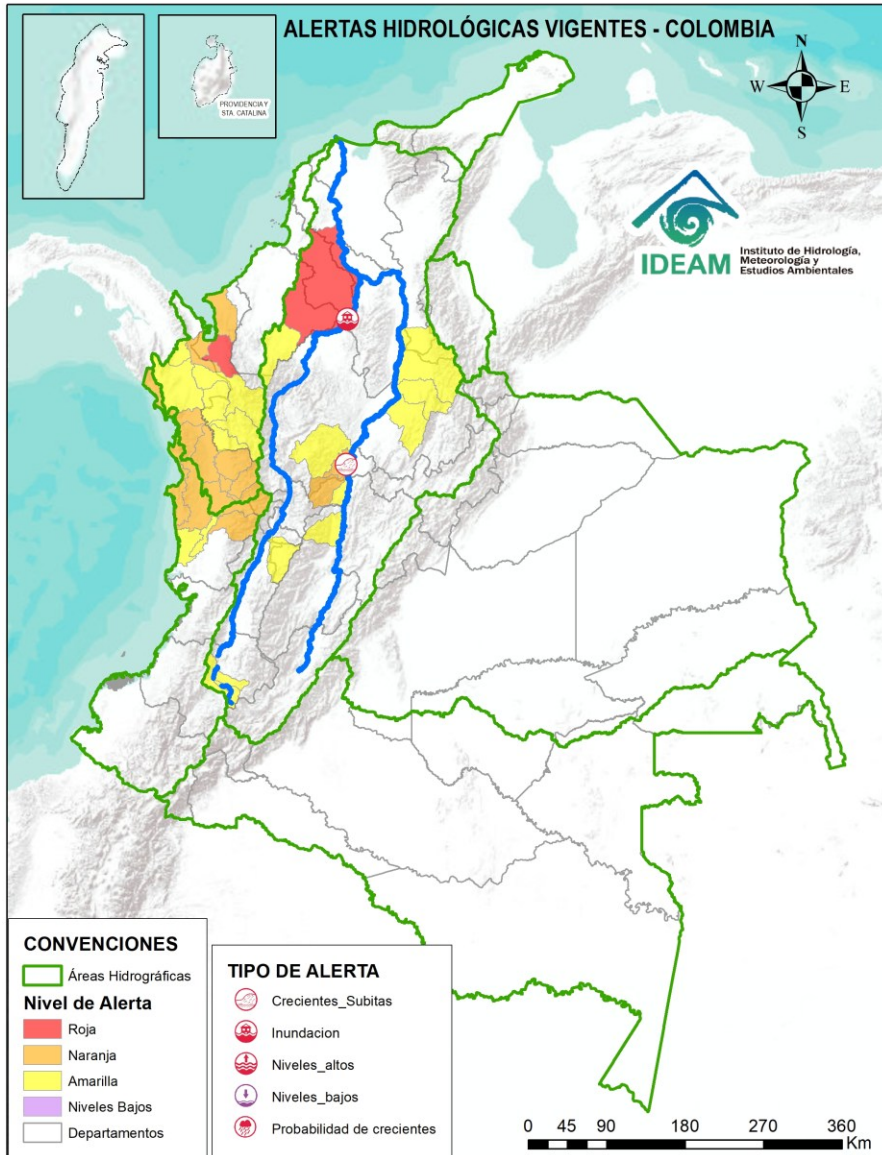 ALERTAS HIDROLÓGICAS VIGENTES - COLOMBIA
PROVIDENCIA Y
STA. CATALINA
N
W
E
S
IDEAM
Instituto de Hidrología,
Meteorología y
Estudios Ambientales
CONVENCIONES
Áreas Hidrográficas
Nivel de Alerta
Roja
Naranja
Amarilla
Niveles Bajos
Departamentos
TIPO DE ALERTA
Crecientes_Subitas
Inundacion
Niveles_altos
Niveles_bajos
Probabilidad de crecientes
0 45 90 180 270 360
Km